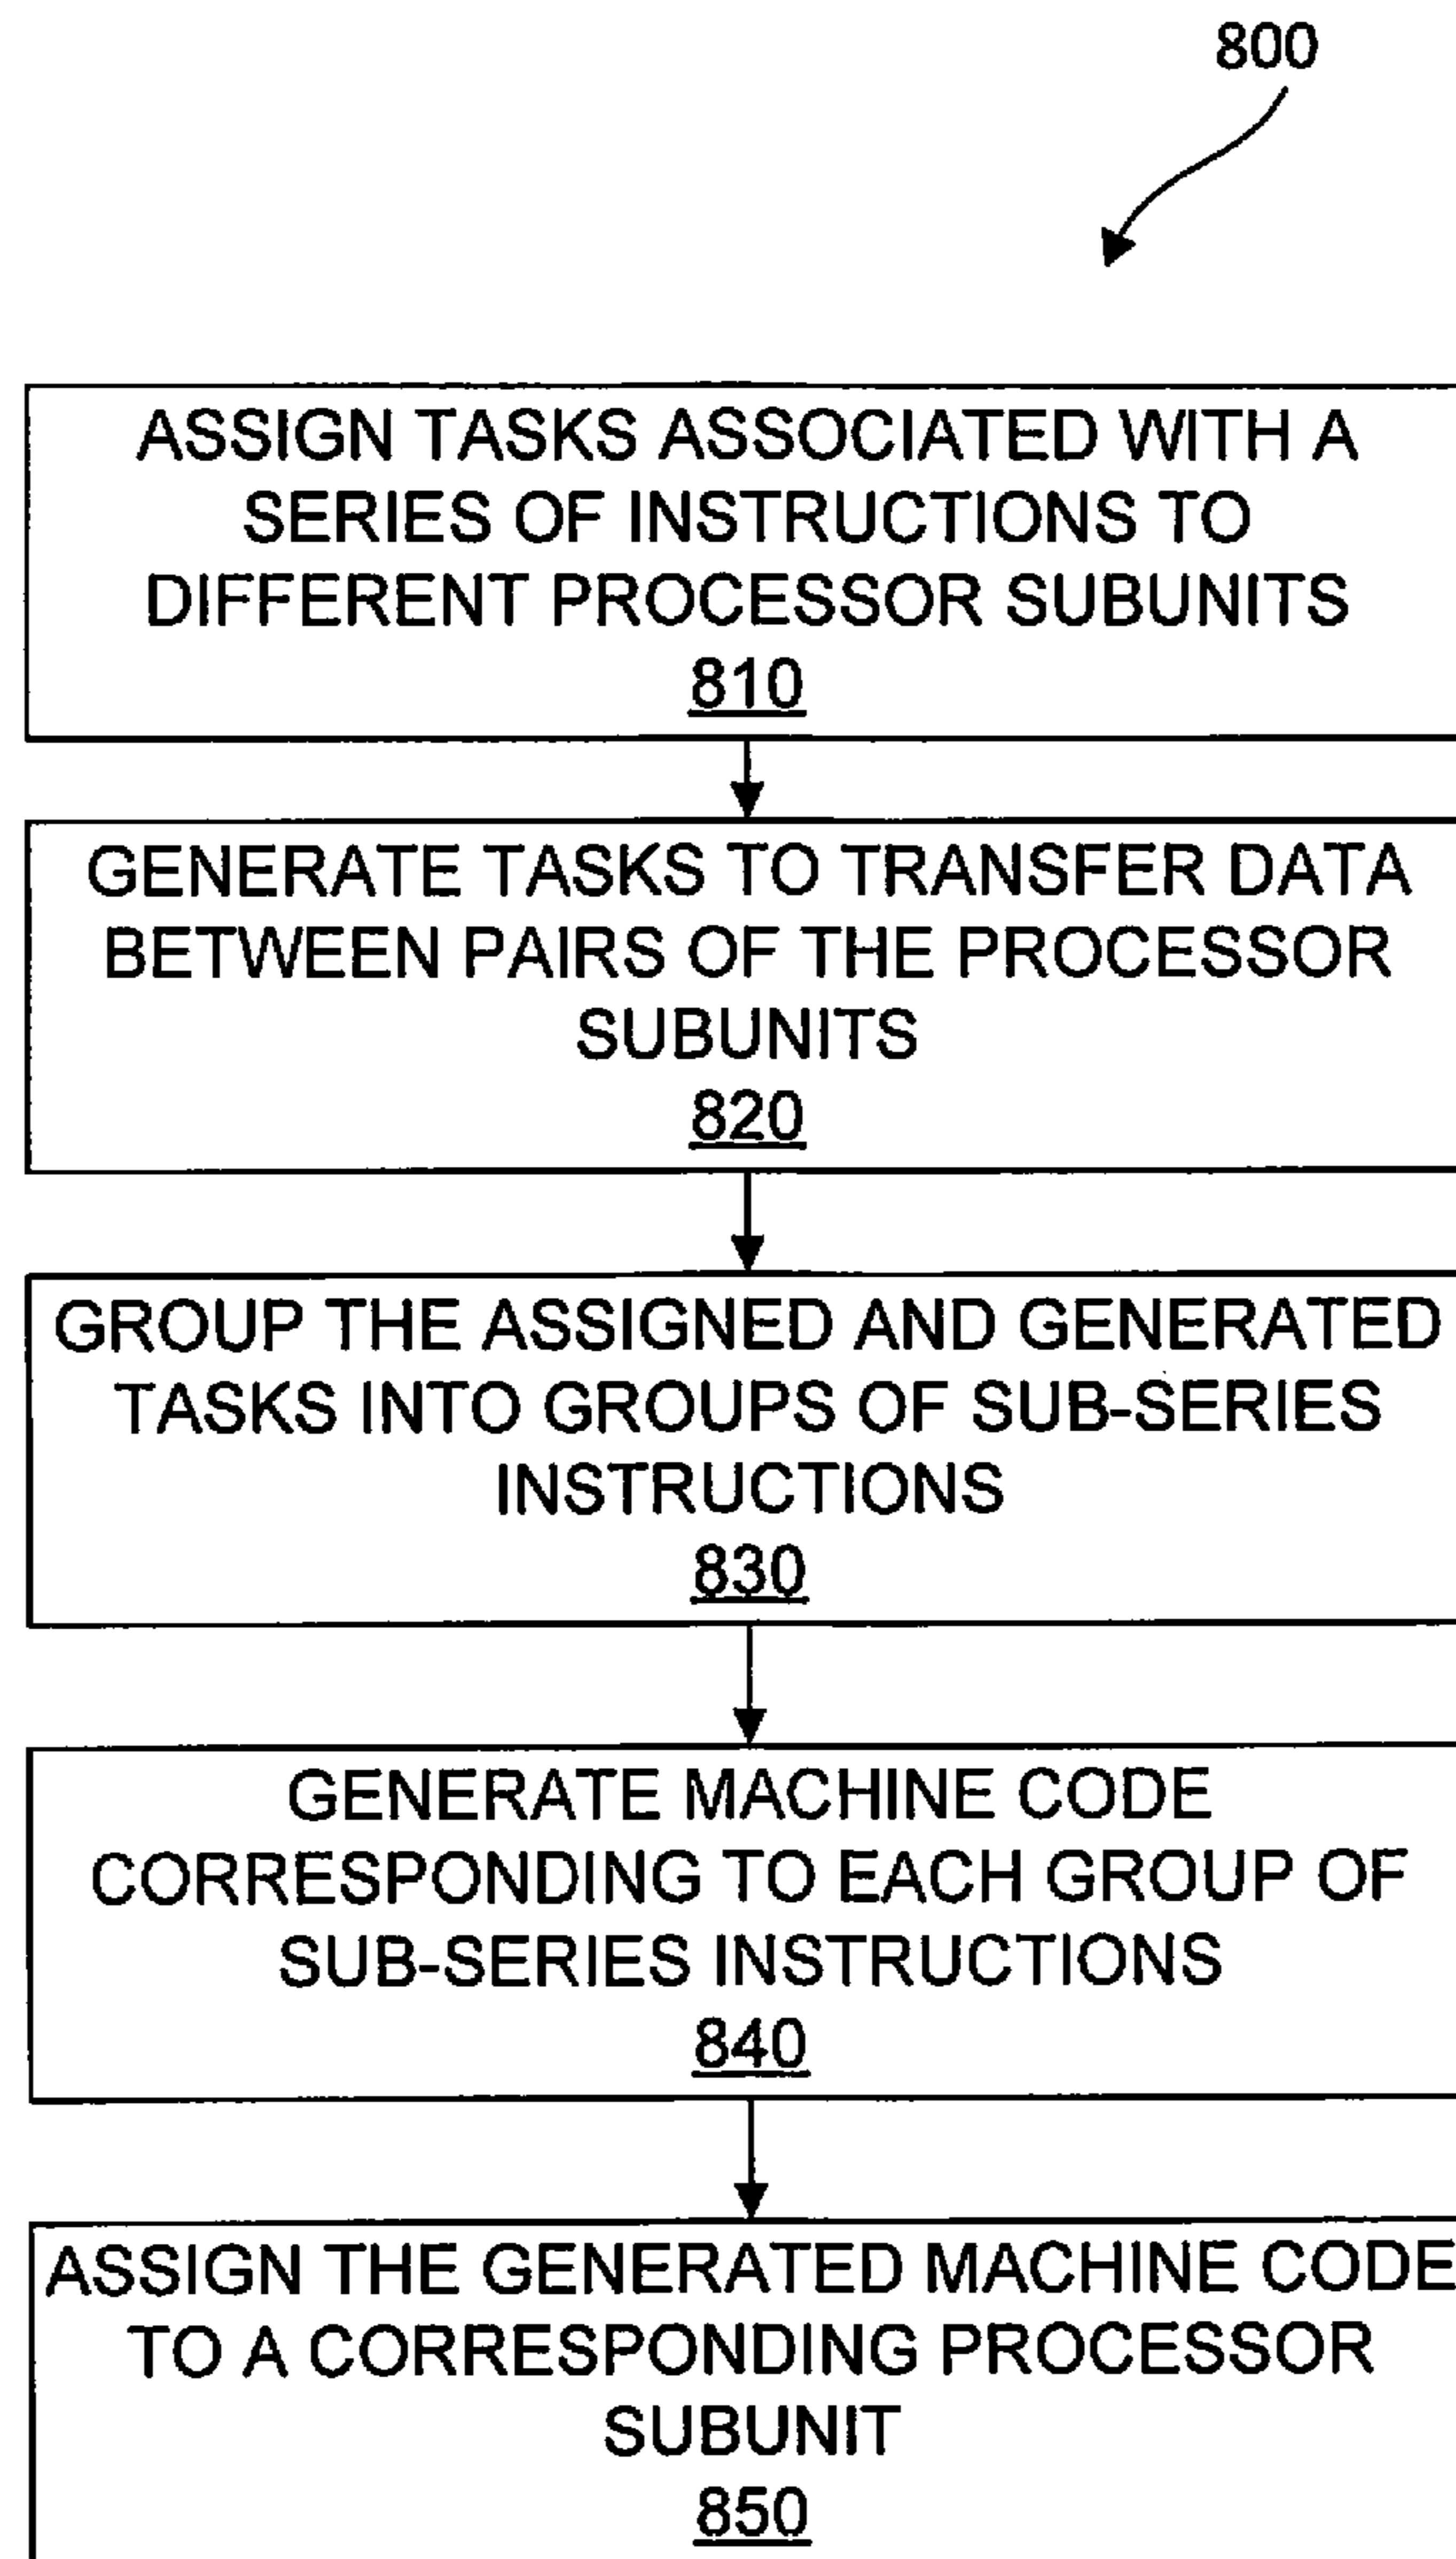 800
ASSIGN TASKS ASSOCIATED WITH A
SERIES OF INSTRUCTIONS TO
DIFFERENT PROCESSOR SUBUNITS
810
GENERATE TASKS TO TRANSFER DATA
BETWEEN PAIRS OF THE PROCESSOR
SUBUNITS
820
GROUP THE ASSIGNED AND GENERATED
TASKS INTO GROUPS OF SUB-SERIES
INSTRUCTIONS
830
GENERATE MACHINE CODE
CORRESPONDING TO EACH GROUP OF
SUB-SERIES INSTRUCTIONS
840
ASSIGN THE GENERATED MACHINE CODE
TO A CORRESPONDING PROCESSOR
SUBUNIT
850